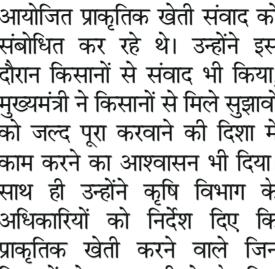 आयोजित प्राकृतिक खेती संवाद को
संबोधित कर रहे थे। उन्होंने इस
दौरान किसानों से संवाद भी किया
मुख्यमंत्री ने किसानों से मिले सुझावों
को जल्द पूरा करवाने की दिशा में
काम करने का आश्वासन भी दिया
साथ ही उन्होंने कृषि विभाग के
अधिकारियों को निर्देश दिए कि
प्राकृतिक खेती करने वाले जिन